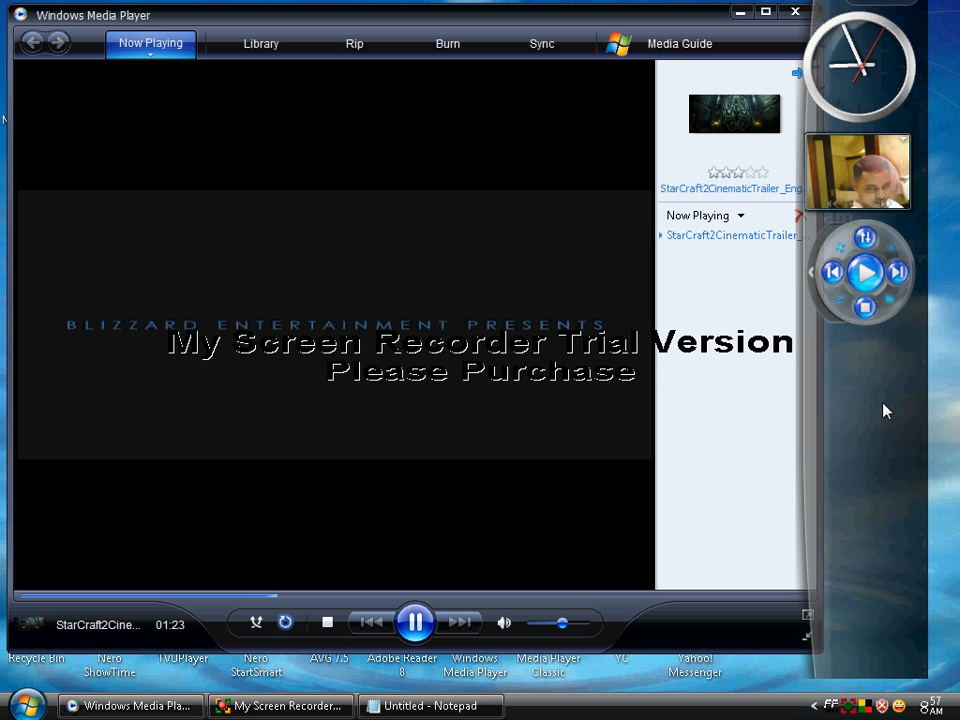 Windows Media Player
Now Playing
Library
Rip
Burn
Sync
Media Guide
StarCraft2CinematicTrailer_Eng
Now Playing
StarCraft2CinematicTrailer_...
BLIZZARD ENTERTAINMENT PRESENTS
My Screen Recorder Trial Version
Please Purchase
StarCraft2Cine...
01:23
Recycle Bin
Nero ShowTime
TVUPlayer
Nero StartSmart
AVG 7.5
Adobe Reader 8
Windows Media Player
Media Player Classic
YC
Yahoo! Messenger
Windows Media Pla...
My Screen Recorder...
Untitled - Notepad
8:57 AM